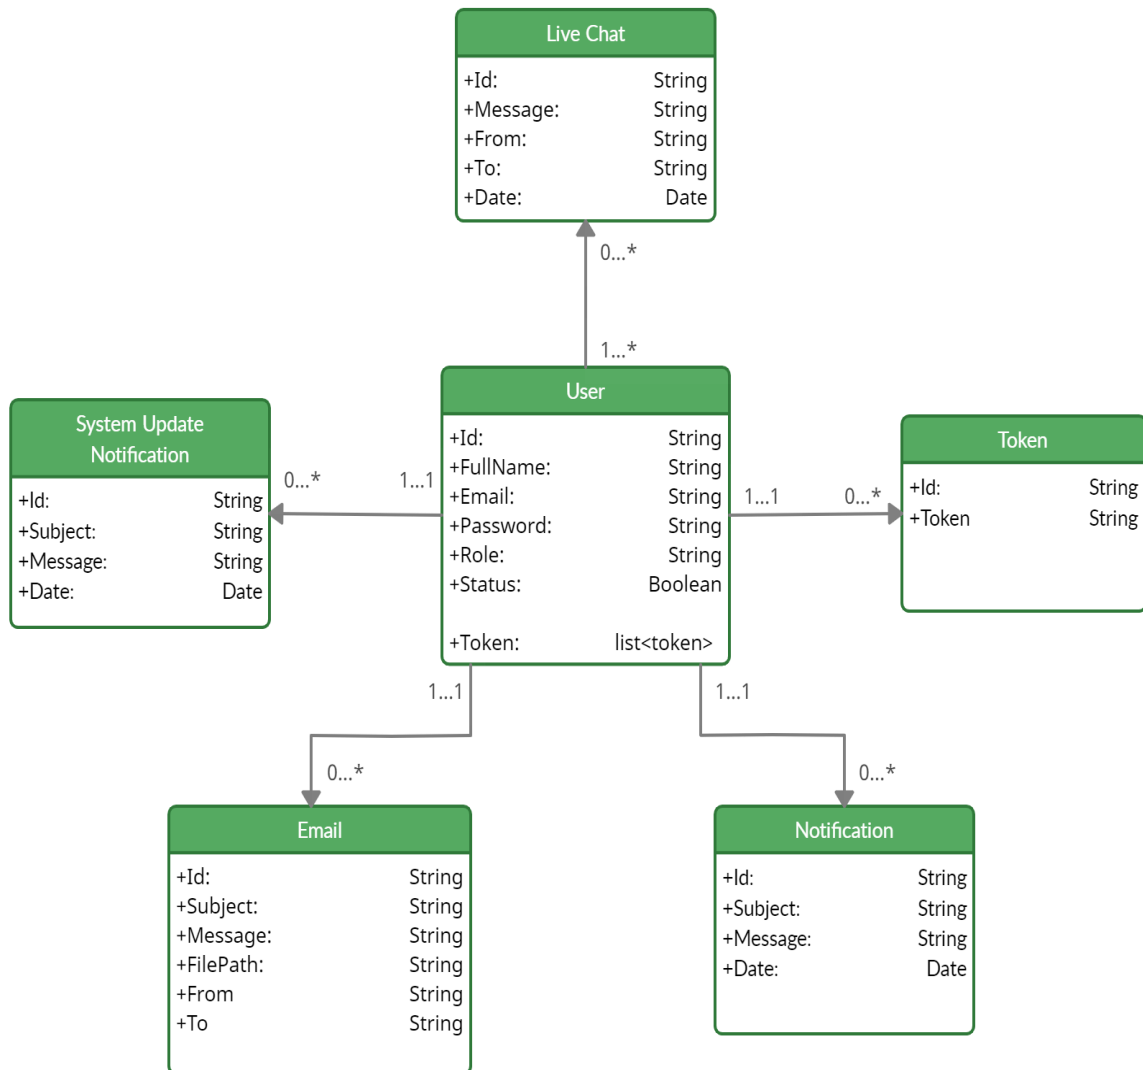 Live Chat
+Id: String
+Message: String
+From: String
+To: String
+Date: Date
0...*
1...*
User
+Id: String
+FullName: String
+Email: String
+Password: String
+Role: String
+Status: Boolean
+Token: list<token>
System Update
Notification
+Id: String
+Subject: String
+Message: String
+Date: Date
0...* 1...1
1...1 0...*
Token
+Id: String
+Token String
1...1
0...*
1...1
0...*
Email
+Id: String
+Subject: String
+Message: String
+FilePath: String
+From String
+To String
Notification
+Id: String
+Subject: String
+Message: String
+Date: Date